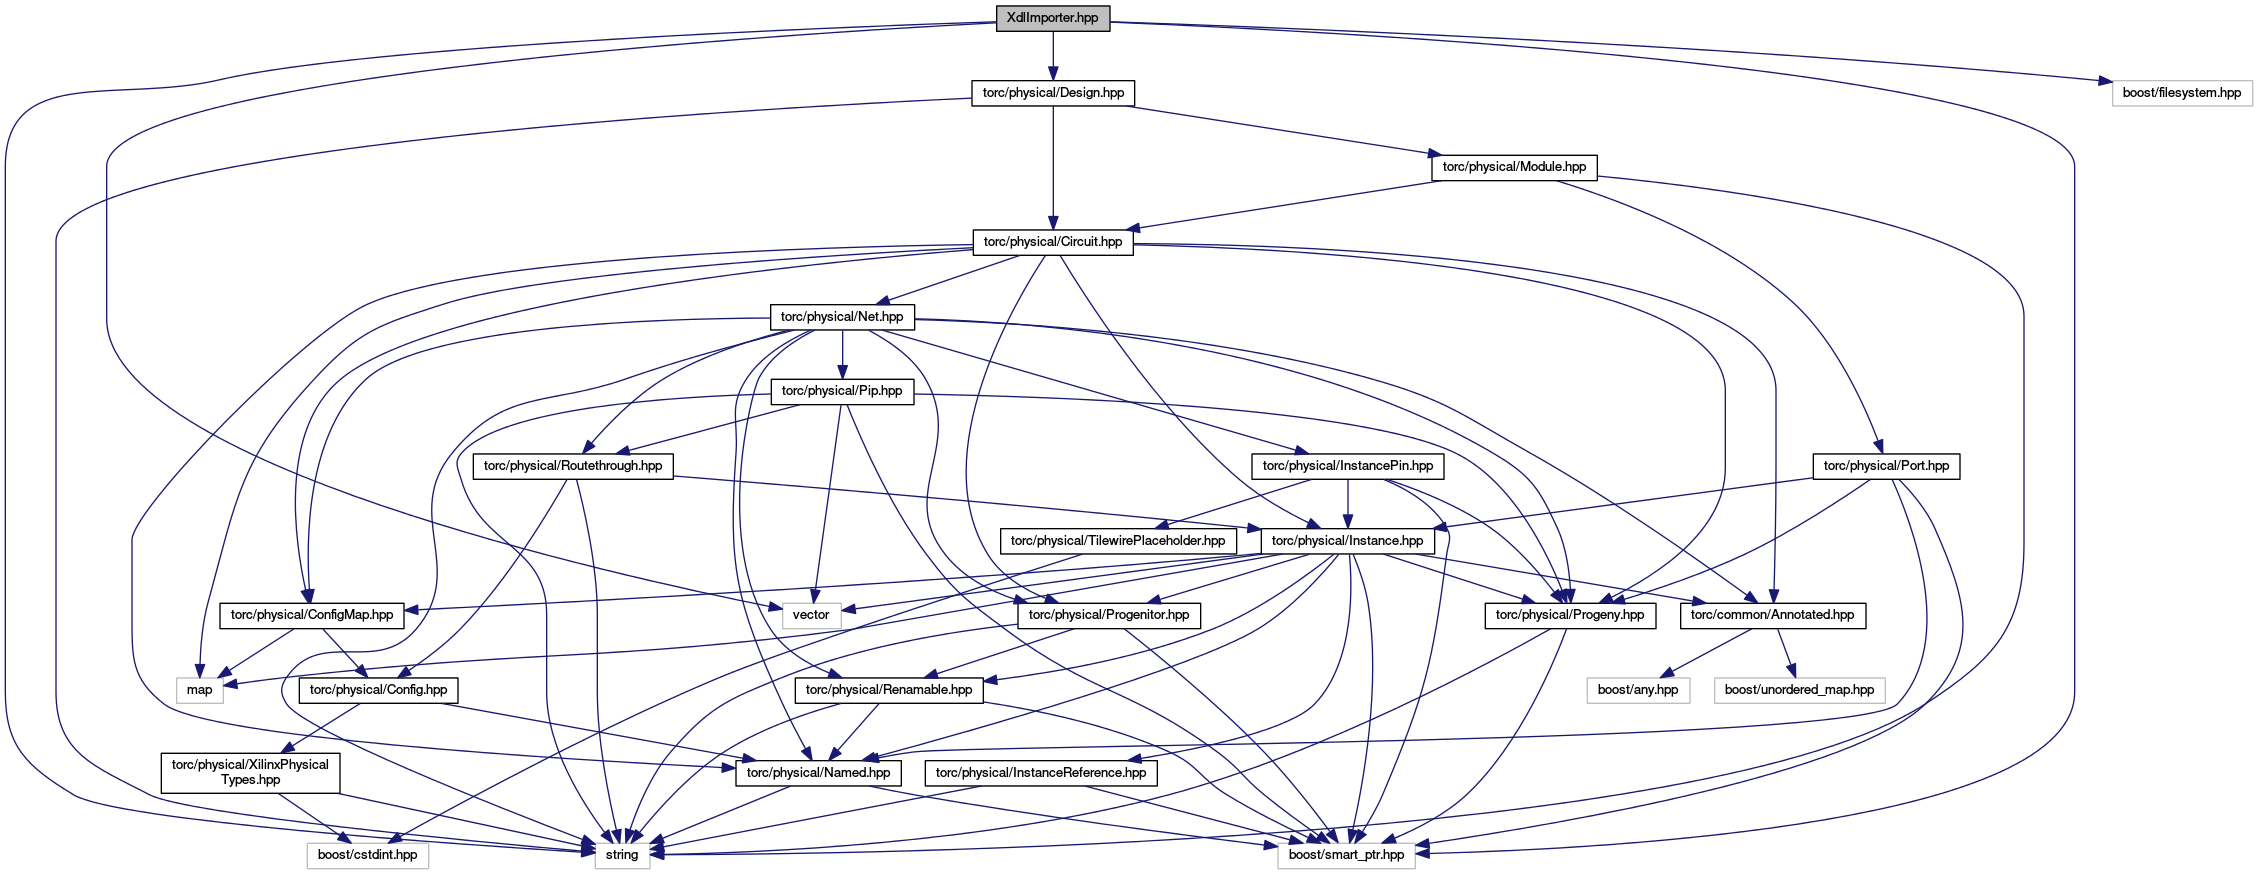 XdlImporter.hpp
torc/physical/Design.hpp
boost/filesystem.hpp
torc/physical/Module.hpp
torc/physical/Circuit.hpp
torc/physical/Net.hpp
torc/physical/Pip.hpp
torc/physical/Routethrough.hpp
torc/physical/InstancePin.hpp
torc/physical/Port.hpp
torc/physical/TilewirePlaceholder.hpp
torc/physical/Instance.hpp
torc/physical/ConfigMap.hpp
vector
torc/physical/Progenitor.hpp
torc/physical/Progeny.hpp
torc/common/Annotated.hpp
map
torc/physical/Config.hpp
torc/physical/Renamable.hpp
boost/any.hpp
boost/unordered_map.hpp
torc/physical/XilinxPhysical
Types.hpp
torc/physical/Named.hpp
torc/physical/InstanceReference.hpp
boost/cstdint.hpp
string
boost/smart_ptr.hpp